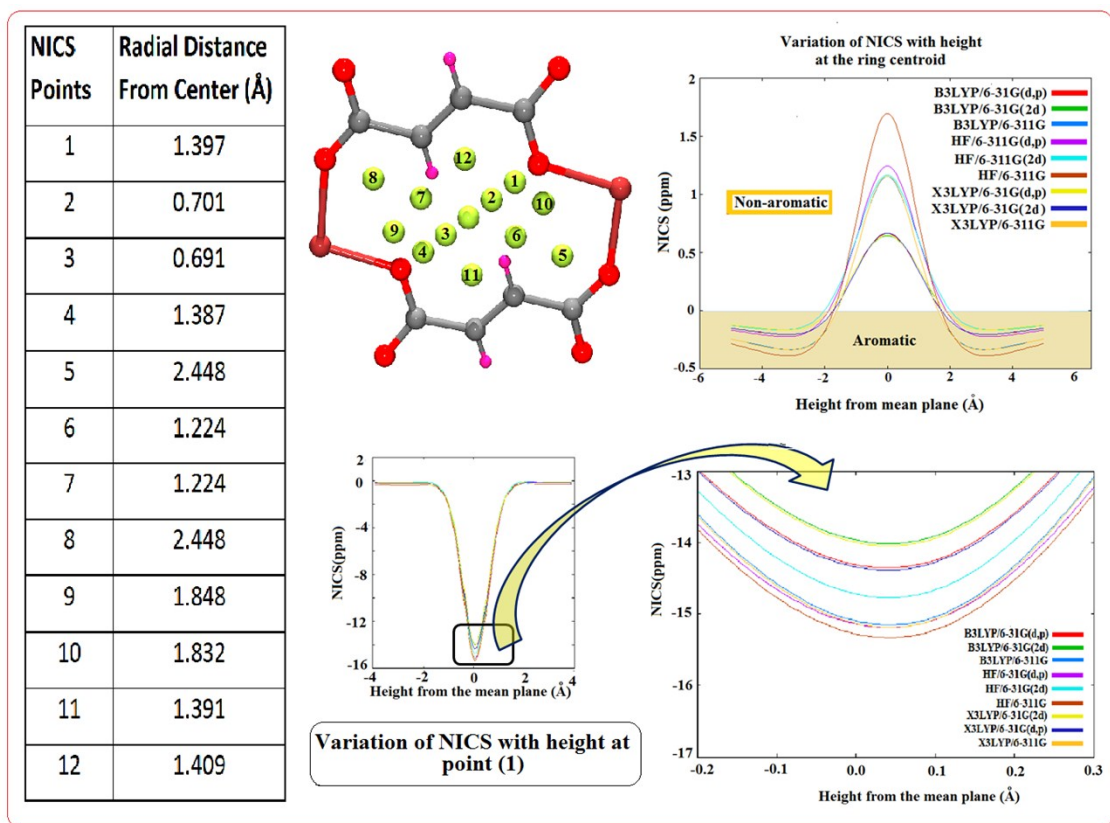 NICS Points Radial Distance From Center (Å)
1 1.397
2 0.701
3 0.691
4 1.387
5 2.448
6 1.224
7 1.224
8 2.448
9 1.848
10 1.832
11 1.391
12 1.409
12
1
8
7
2
10
9
3
6
4
5
11
Variation of NICS with height
at the ring centroid
NICS (ppm)
2
1.5
1
0.5
0
-0.5
B3LYP/6-31G(d,p)
B3LYP/6-31G(2d)
B3LYP/6-311G
HF/6-311G(d,p)
HF/6-311G(2d)
HF/6-311G
X3LYP/6-31G(d,p)
X3LYP/6-31G(2d)
X3LYP/6-311G
Non-aromatic
Aromatic
-6 -4 -2 0 2 4 6
Height from mean plane (Å)
NICS(ppm)
2
0
-4
-8
-12
-16
-4 -2 0 2 4
Height from the mean plane (Å)
Variation of NICS with height at
point (1)
NICS(ppm)
-13
-14
-15
-16
-17
B3LYP/6-31G(d,p)
B3LYP/6-31G(2d)
B3LYP/6-311G
HF/6-31G(d,p)
HF/6-31G(2d)
HF/6-311G
X3LYP/6-31G(2d)
X3LYP/6-31G(d,p)
X3LYP/6-311G
-0.2 -0.1 0.0 0.1 0.2 0.3
Height from the mean plane (Å)